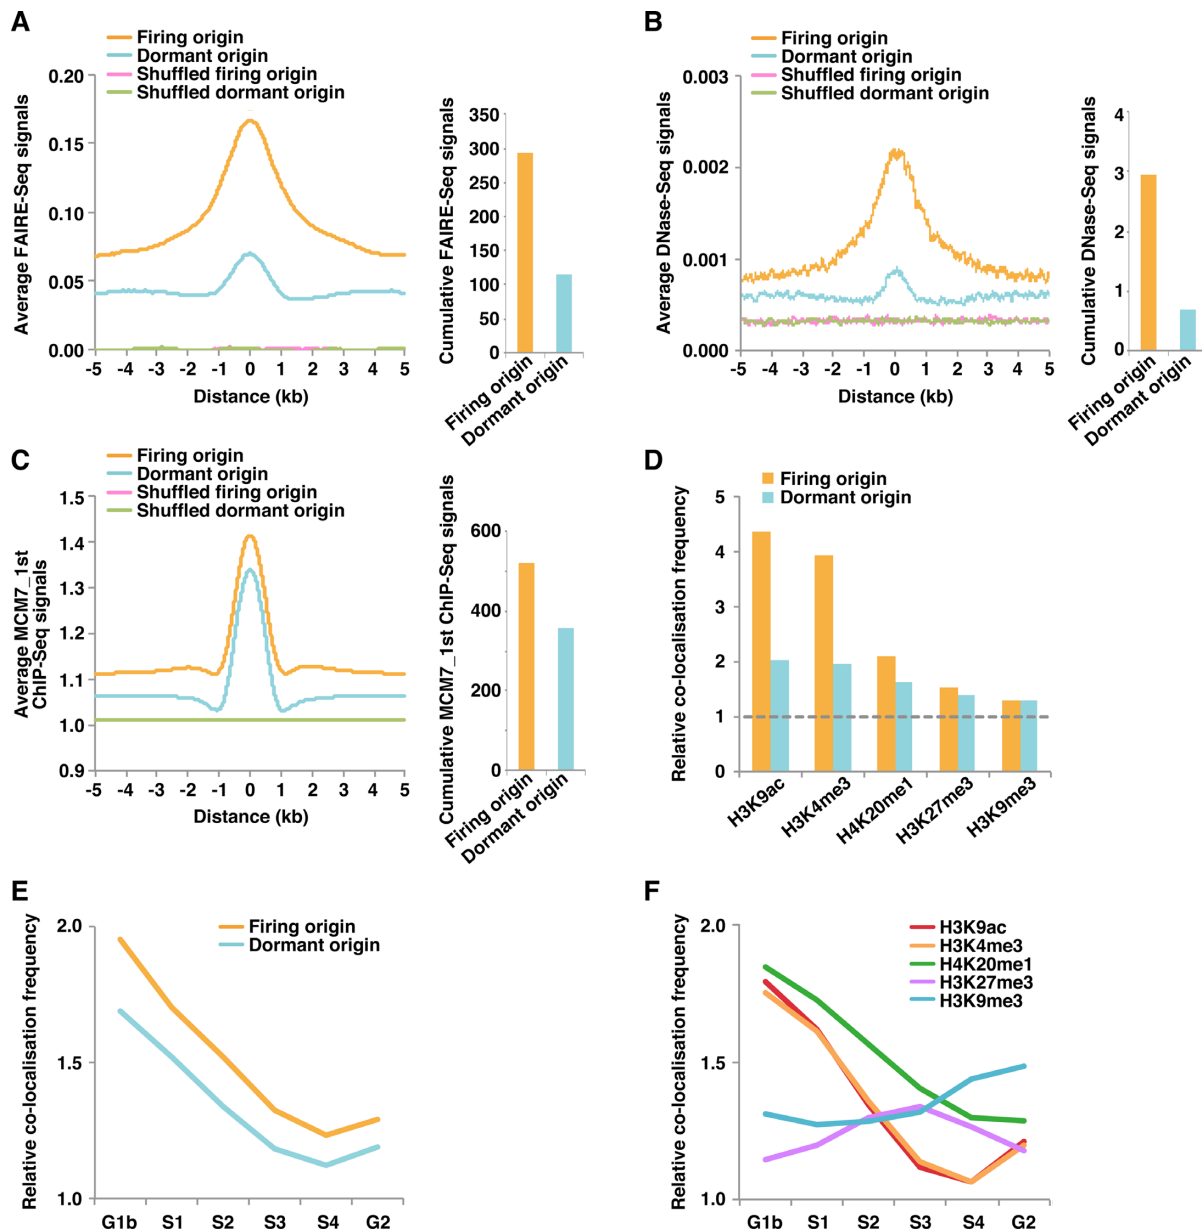 A
Firing origin
Dormant origin
Shuffled firing origin
Shuffled dormant origin
Average FAIRE-Seq signals
0.20
0.15
0.10
0.05
0.00
-5 -4 -3 -2 -1 0 1 2 3 4 5
Distance (kb)
Cumulative FAIRE-Seq signals
350
300
250
200
150
100
50
0
Firing origin
Dormant origin
B
Firing origin
Dormant origin
Shuffled firing origin
Shuffled dormant origin
Average DNase-Seq signals
0.003
0.002
0.001
0.000
-5 -4 -3 -2 -1 0 1 2 3 4 5
Distance (kb)
Cumulative DNase-Seq signals
4
3
2
1
0
Firing origin
Dormant origin
C
Firing origin
Dormant origin
Shuffled firing origin
Shuffled dormant origin
Average MCM7_1st
ChIP-Seq signals
1.5
1.4
1.3
1.2
1.1
1.0
0.9
-5 -4 -3 -2 -1 0 1 2 3 4 5
Distance (kb)
Cumulative MCM7_1st ChIP-Seq signals
600
400
200
0
Firing origin
Dormant origin
D
Firing origin
Dormant origin
Relative co-localisation frequency
5
4
3
2
1
0
H3K9ac
H3K4me3
H4K20me1
H3K27me3
H3K9me3
E
Firing origin
Dormant origin
Relative co-localisation frequency
2.0
1.5
1.0
G1b S1 S2 S3 S4 G2
F
H3K9ac
H3K4me3
H4K20me1
H3K27me3
H3K9me3
Relative co-localisation frequency
2.0
1.5
1.0
G1b S1 S2 S3 S4 G2